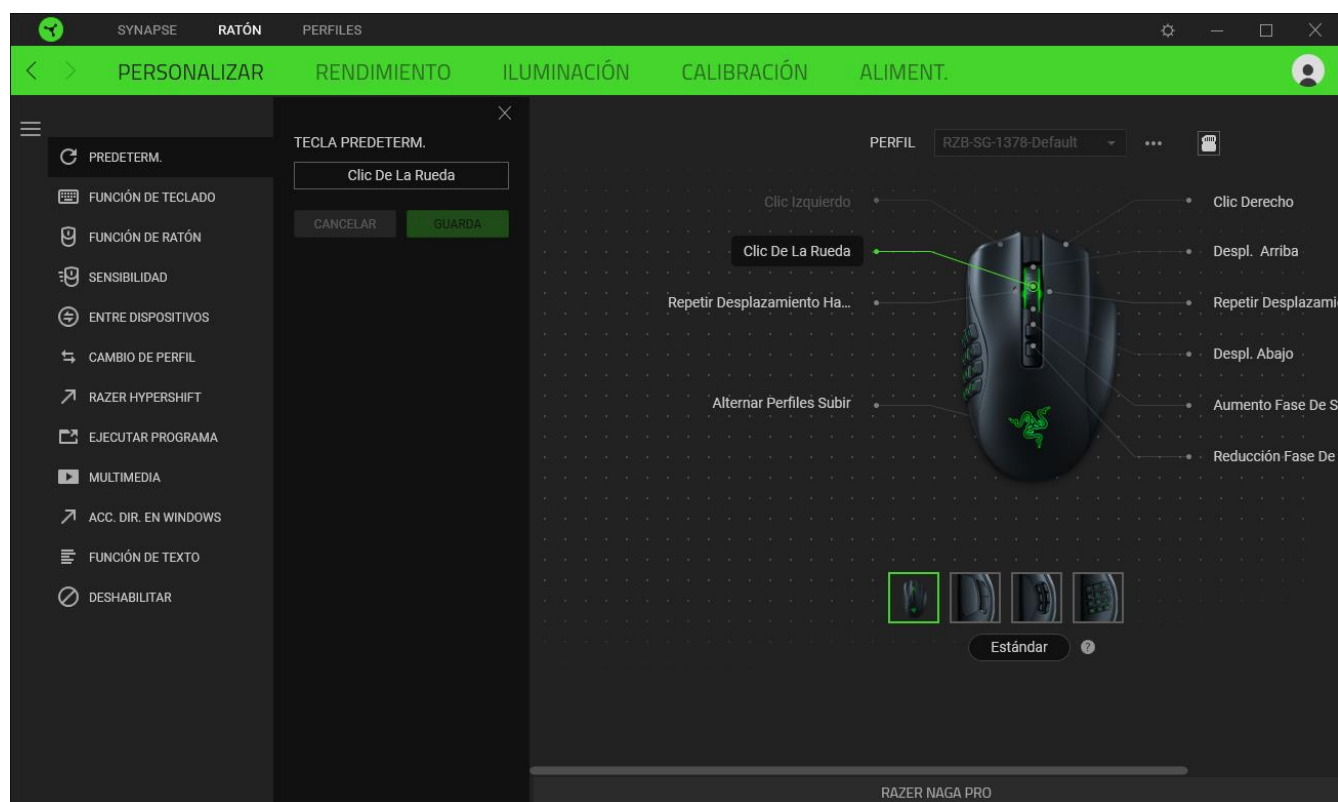 SYNAPSE RATÓN PERFILES
PERSONALIZAR RENDIMIENTO ILUMINACIÓN CALIBRACIÓN ALIMENT.
PREDETERM.
FUNCIÓN DE TECLADO
FUNCIÓN DE RATÓN
SENSIBILIDAD
ENTRE DISPOSITIVOS
CAMBIO DE PERFIL
RAZER HYPERSHIFT
EJECUTAR PROGRAMA
MULTIMEDIA
ACC. DIR. EN WINDOWS
FUNCIÓN DE TEXTO
DESHABILITAR
TECLA PREDETERM.
Clic De La Rueda
CANCELAR GUARDA
PERFIL RZB-SG-1378-Default
Clic Izquierdo
Clic De La Rueda
Repetir Desplazamiento Ha...
Alternar Perfiles Subir
Clic Derecho
Despl. Arriba
Repetir Desplazami
Despl. Abajo
Aumento Fase De S
Reducción Fase De
Estándar ?
RAZER NAGA PRO